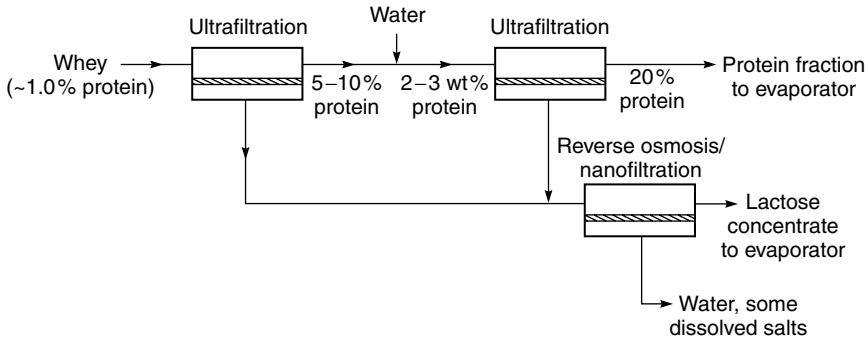 Ultrafiltration
Water
Ultrafiltration
Whey
(~1.0% protein)
5–10%
protein
2–3 wt%
protein
20%
protein
Protein fraction
to evaporator
Reverse osmosis/
nanofiltration
Lactose
concentrate
to evaporator
Water, some
dissolved salts